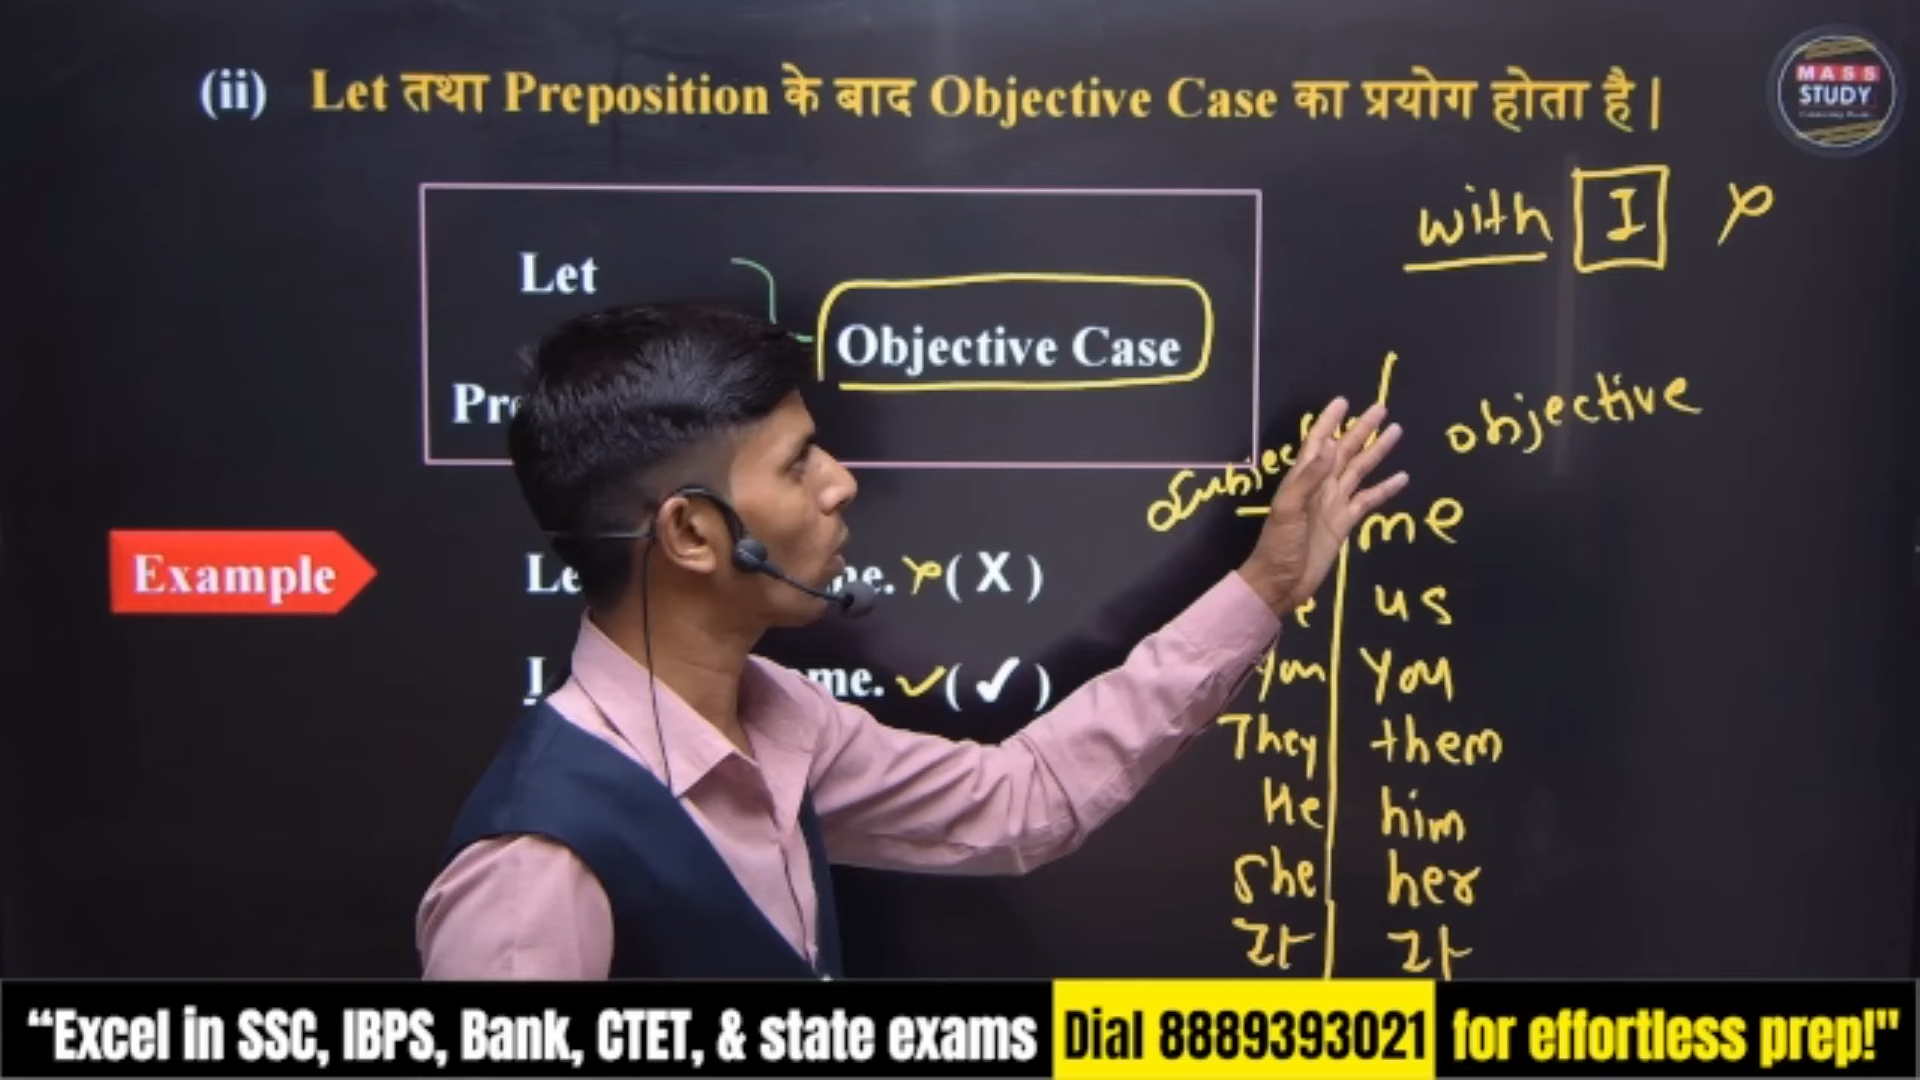 (ii) Let तथा Preposition के बाद Objective Case का प्रयोग होता है |
MASS
STUDY
with I
Let
Objective Case
objective
me
Example
( X )
us
me. ( ✓ )
You You
They them
He him
She her
It It
“Excel in SSC, IBPS, Bank, CTET, & state exams Dial 8889393021 for effortless prep!"